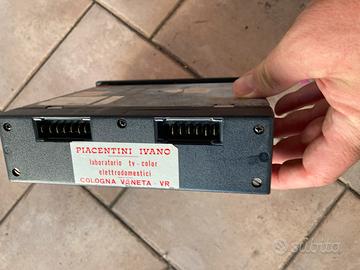 PIACENTINI IVANO
laboratorio tv-color
elettrodomestici
COLOGNA VENETA - VR
subito